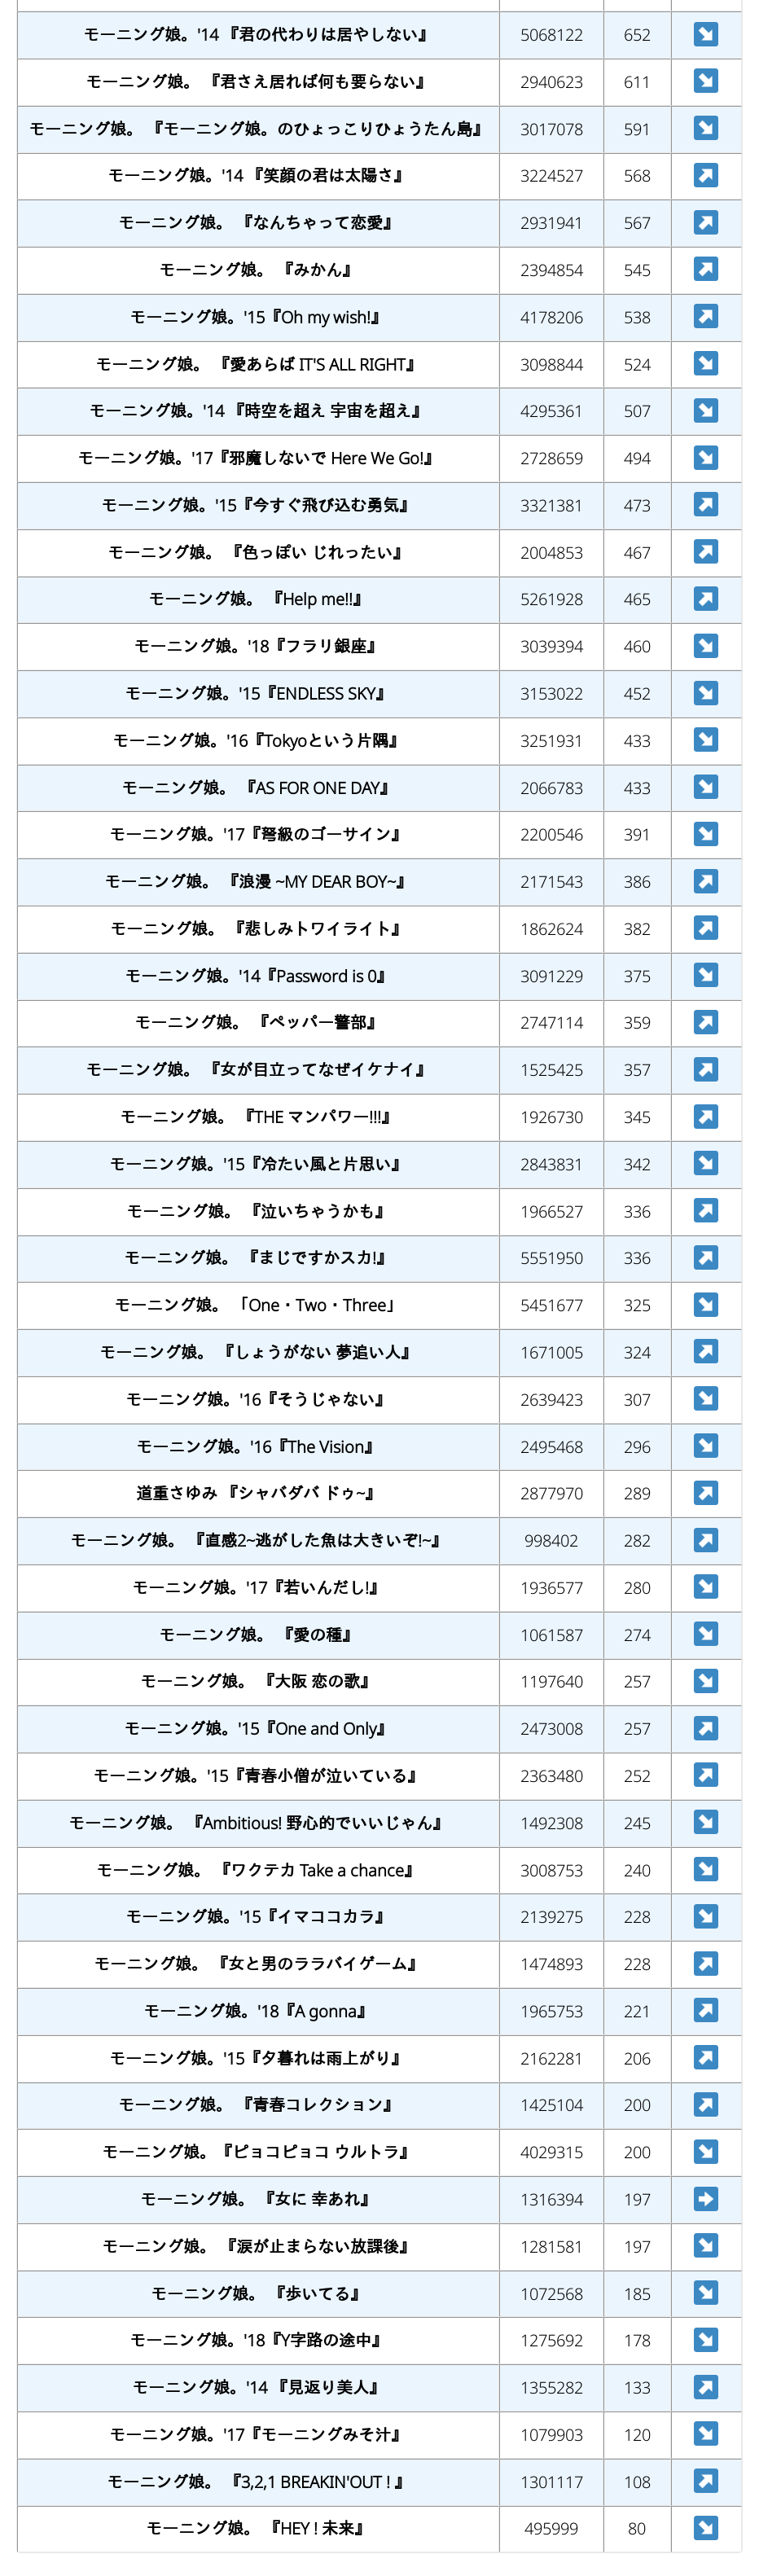 モーニング娘。'14 『君の代わりは居やしない』 5068122 652 ↘
モーニング娘。 『君さえ居れば何も要らない』 2940623 611 ↘
モーニング娘。 『モーニング娘。のひょっこりひょうたん島』 3017078 591 ↘
モーニング娘。'14 『笑顔の君は太陽さ』 3224527 568 ↗
モーニング娘。 『なんちゃって恋愛』 2931941 567 ↗
モーニング娘。 『みかん』 2394854 545 ↗
モーニング娘。'15『Oh my wish!』 4178206 538 ↗
モーニング娘。 『愛あらば IT'S ALL RIGHT』 3098844 524 ↘
モーニング娘。'14 『時空を超え 宇宙を超え』 4295361 507 ↘
モーニング娘。'17『邪魔しないで Here We Go!』 2728659 494 ↘
モーニング娘。'15『今すぐ飛び込む勇気』 3321381 473 ↗
モーニング娘。 『色っぽい じれったい』 2004853 467 ↗
モーニング娘。 『Help me!!』 5261928 465 ↗
モーニング娘。'18『フラリ銀座』 3039394 460 ↘
モーニング娘。'15『ENDLESS SKY』 3153022 452 ↘
モーニング娘。'16『Tokyoという片隅』 3251931 433 ↘
モーニング娘。 『AS FOR ONE DAY』 2066783 433 ↘
モーニング娘。'17『弩級のゴーサイン』 2200546 391 ↘
モーニング娘。 『浪漫 ~MY DEAR BOY~』 2171543 386 ↗
モーニング娘。 『悲しみトワイライト』 1862624 382 ↗
モーニング娘。'14『Password is 0』 3091229 375 ↘
モーニング娘。 『ペッパー警部』 2747114 359 ↗
モーニング娘。 『女が目立ってなぜイケナイ』 1525425 357 ↗
モーニング娘。 『THE マンパワー!!!』 1926730 345 ↗
モーニング娘。'15『冷たい風と片思い』 2843831 342 ↘
モーニング娘。 『泣いちゃうかも』 1966527 336 ↗
モーニング娘。 『まじですかスカ!』 5551950 336 ↗
モーニング娘。 「One・Two・Three」 5451677 325 ↘
モーニング娘。 『しょうがない 夢追い人』 1671005 324 ↗
モーニング娘。'16『そうじゃない』 2639423 307 ↘
モーニング娘。'16『The Vision』 2495468 296 ↘
道重さゆみ 『シャバダバ ドゥ~』 2877970 289 ↗
モーニング娘。 『直感2~逃がした魚は大きいぞ!~』 998402 282 ↗
モーニング娘。'17『若いんだし!』 1936577 280 ↘
モーニング娘。 『愛の種』 1061587 274 ↘
モーニング娘。 『大阪 恋の歌』 1197640 257 ↘
モーニング娘。'15『One and Only』 2473008 257 ↗
モーニング娘。'15『青春小僧が泣いている』 2363480 252 ↗
モーニング娘。 『Ambitious! 野心的でいいじゃん』 1492308 245 ↘
モーニング娘。 『ワクテカ Take a chance』 3008753 240 ↘
モーニング娘。'15『イマココカラ』 2139275 228 ↘
モーニング娘。 『女と男のララバイゲーム』 1474893 228 ↗
モーニング娘。'18『A gonna』 1965753 221 ↗
モーニング娘。'15『夕暮れは雨上がり』 2162281 206 ↗
モーニング娘。 『青春コレクション』 1425104 200 ↗
モーニング娘。『ピョコピョコ ウルトラ』 4029315 200 ↘
モーニング娘。 『女に 幸あれ』 1316394 197 ➡
モーニング娘。 『涙が止まらない放課後』 1281581 197 ↘
モーニング娘。 『歩いてる』 1072568 185 ↘
モーニング娘。'18『Y字路の途中』 1275692 178 ↘
モーニング娘。'14 『見返り美人』 1355282 133 ↗
モーニング娘。'17『モーニングみそ汁』 1079903 120 ↘
モーニング娘。 『3,2,1 BREAKIN'OUT ! 』 1301117 108 ↗
モーニング娘。 『HEY ! 未来』 495999 80 ↘